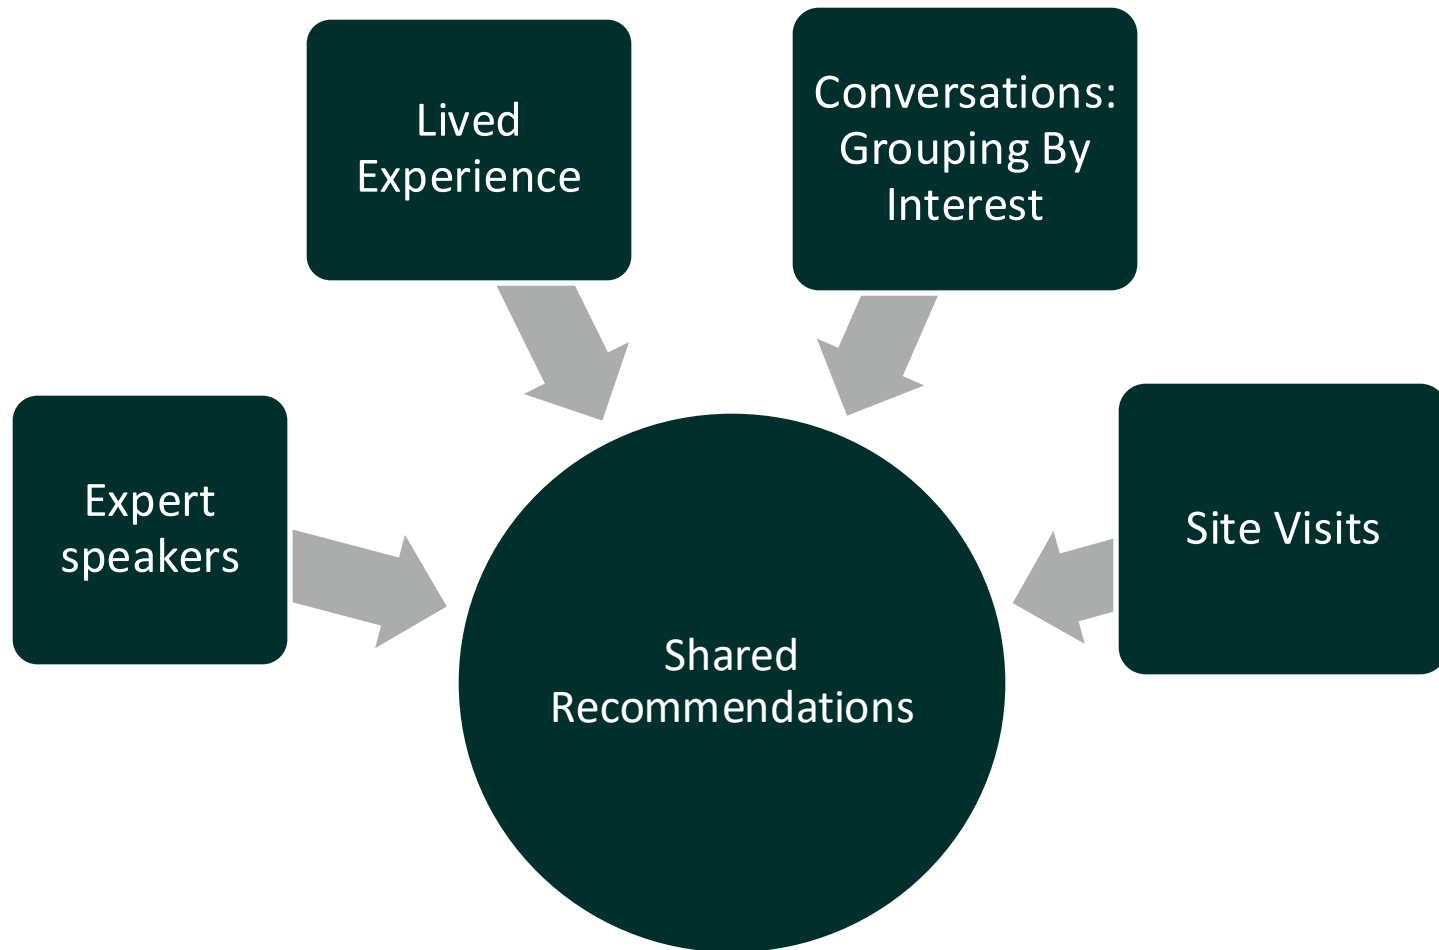 Lived
Experience
Conversations:
Grouping By
Interest
Expert
speakers
Site Visits
Shared
Recommendations